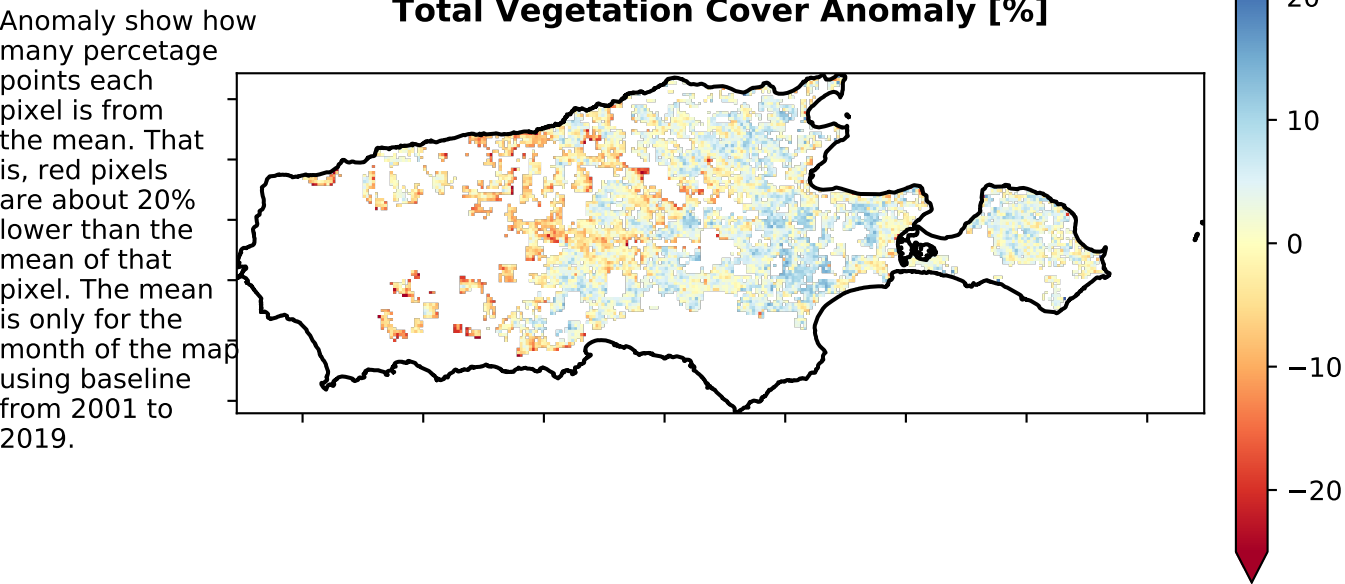 Total Vegetation Cover Anomaly [%]
Anomaly show how
many percetage
points each
pixel is from
the mean. That
is, red pixels
are about 20%
lower than the
mean of that
pixel. The mean
is only for the
month of the map
using baseline
from 2001 to
2019.
20
10
0
−10
−20